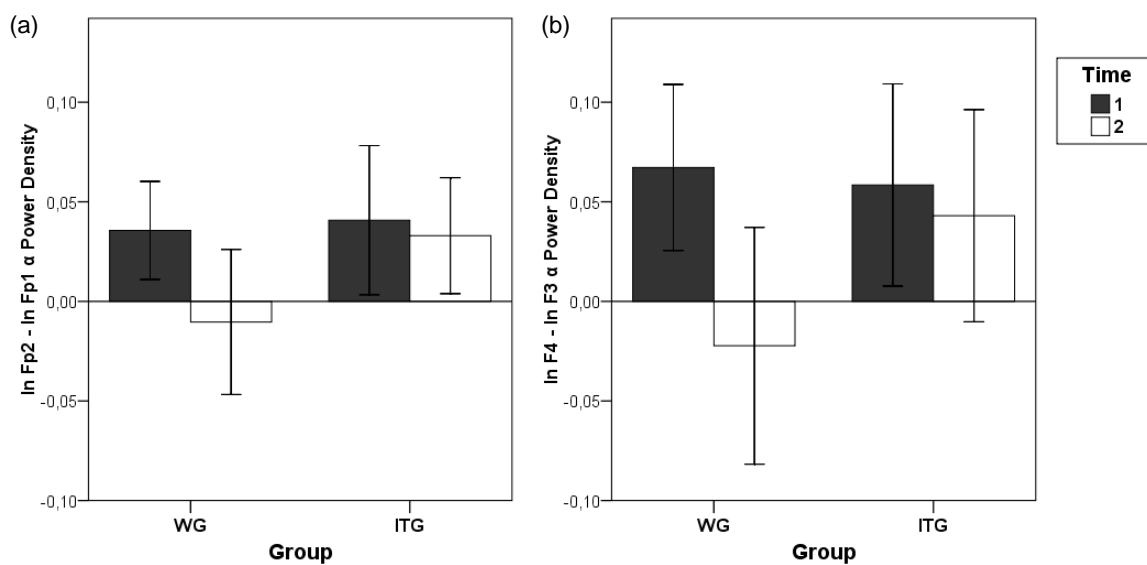 (a)
ln Fp2 - ln Fp1 α Power Density
0,10
0,05
0,00
-0,05
-0,10
WG ITG
Group
(b)
ln F4 - ln F3 α Power Density
0,10
0,05
0,00
-0,05
-0,10
WG ITG
Group
Time
1
2